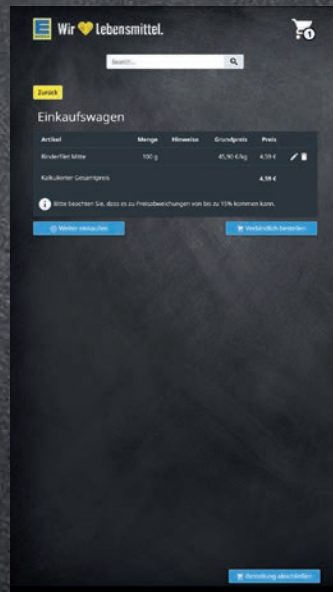 E
Wir Lebensmittel.
1
Search...
Zurück
Einkaufswagen
Artikel Menge Hinweise Grundpreis Preis
Rinderfilet Mitte 100 g 45,90 €/kg 4,59 €
Kalkulierter Gesamtpreis 4,59 €
Bitte beachten Sie, dass es zu Preisabweichungen von bis zu 15% kommen kann.
Weiter einkaufen Verbindlich bestellen
Bestellung abschließen